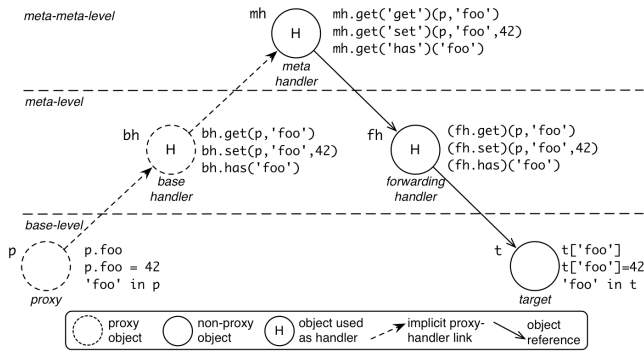 meta-meta-level
mh
H
mh.get('get')(p,'foo')
mh.get('set')(p,'foo',42)
mh.get('has')('foo')
meta
handler
meta-level
bh
H
bh.get(p,'foo')
bh.set(p,'foo',42)
bh.has('foo')
base
handler
fh
H
(fh.get)(p,'foo')
(fh.set)(p,'foo',42)
(fh.has)('foo')
forwarding
handler
base-level
p
p.foo
p.foo = 42
'foo' in p
proxy
t
t['foo']
t['foo']=42
'foo' in t
target
proxy
object
non-proxy
object
H
object used
as handler
implicit proxy-
handler link
object
reference